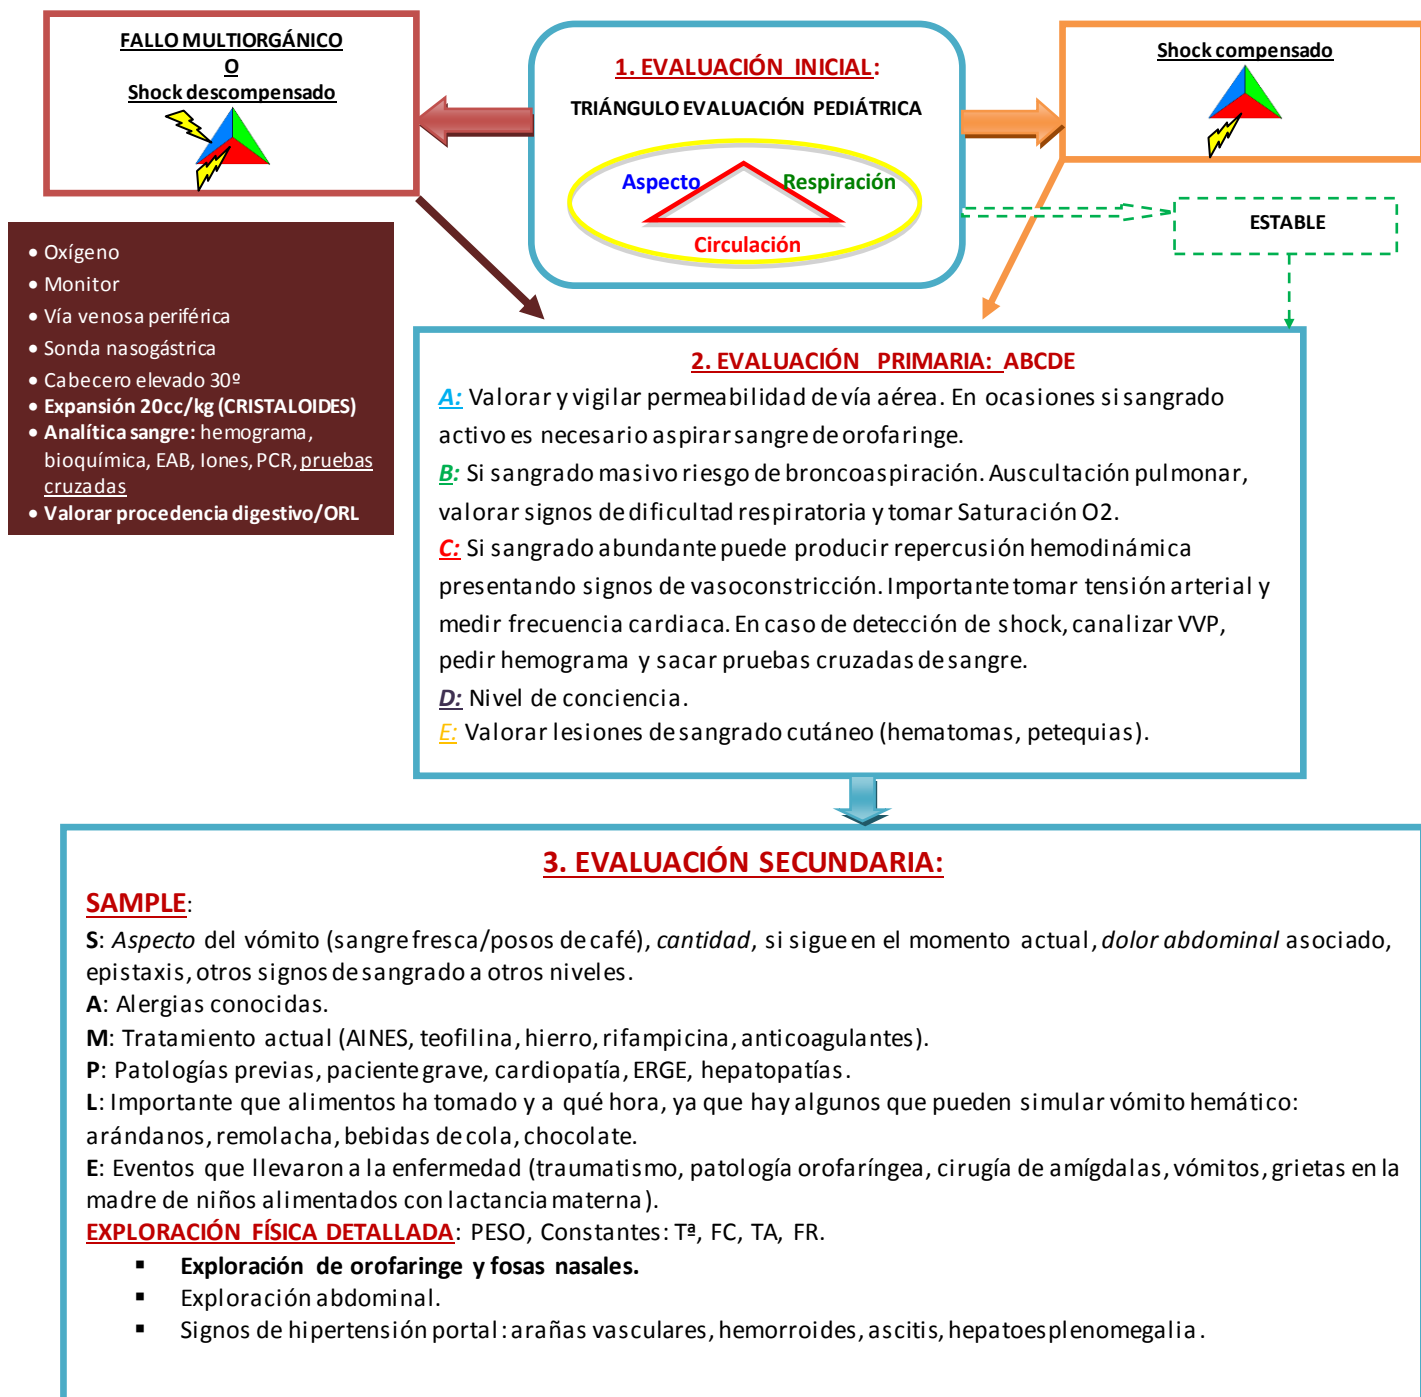 FALLO MULTIORGÁNICO
O
Shock descompensado
1. EVALUACIÓN INICIAL:
TRIÁNGULO EVALUACIÓN PEDIÁTRICA
Aspecto
Respiración
Circulación
Shock compensado
ESTABLE
• Oxígeno
• Monitor
• Vía venosa periférica
• Sonda nasogástrica
• Cabecero elevado 30º
• Expansión 20cc/kg (CRISTALOIDES)
• Analítica sangre: hemograma,
bioquímica, EAB, Iones, PCR, pruebas
cruzadas
• Valorar procedencia digestivo/ORL
2. EVALUACIÓN PRIMARIA: ABCDE
A: Valorar y vigilar permeabilidad de vía aérea. En ocasiones si sangrado
activo es necesario aspirar sangre de orofaringe.
B: Si sangrado masivo riesgo de broncoaspiración. Auscultación pulmonar,
valorar signos de dificultad respiratoria y tomar Saturación O2.
C: Si sangrado abundante puede producir repercusión hemodinámica
presentando signos de vasoconstricción. Importante tomar tensión arterial y
medir frecuencia cardiaca. En caso de detección de shock, canalizar VVP,
pedir hemograma y sacar pruebas cruzadas de sangre.
D: Nivel de conciencia.
E: Valorar lesiones de sangrado cutáneo (hematomas, petequias).
3. EVALUACIÓN SECUNDARIA:
SAMPLE:
S: Aspecto del vómito (sangre fresca/posos de café), cantidad, si sigue en el momento actual, dolor abdominal asociado,
epistaxis, otros signos de sangrado a otros niveles.
A: Alergias conocidas.
M: Tratamiento actual (AINES, teofilina, hierro, rifampicina, anticoagulantes).
P: Patologías previas, paciente grave, cardiopatía, ERGE, hepatopatías.
L: Importante que alimentos ha tomado y a qué hora, ya que hay algunos que pueden simular vómito hemático:
arándanos, remolacha, bebidas de cola, chocolate.
E: Eventos que llevaron a la enfermedad (traumatismo, patología orofaríngea, cirugía de amígdalas, vómitos, grietas en la
madre de niños alimentados con lactancia materna).
EXPLORACIÓN FÍSICA DETALLADA: PESO, Constantes: Tª, FC, TA, FR.
▪ Exploración de orofaringe y fosas nasales.
▪ Exploración abdominal.
▪ Signos de hipertensión portal: arañas vasculares, hemorroides, ascitis, hepatoesplenomegalia.